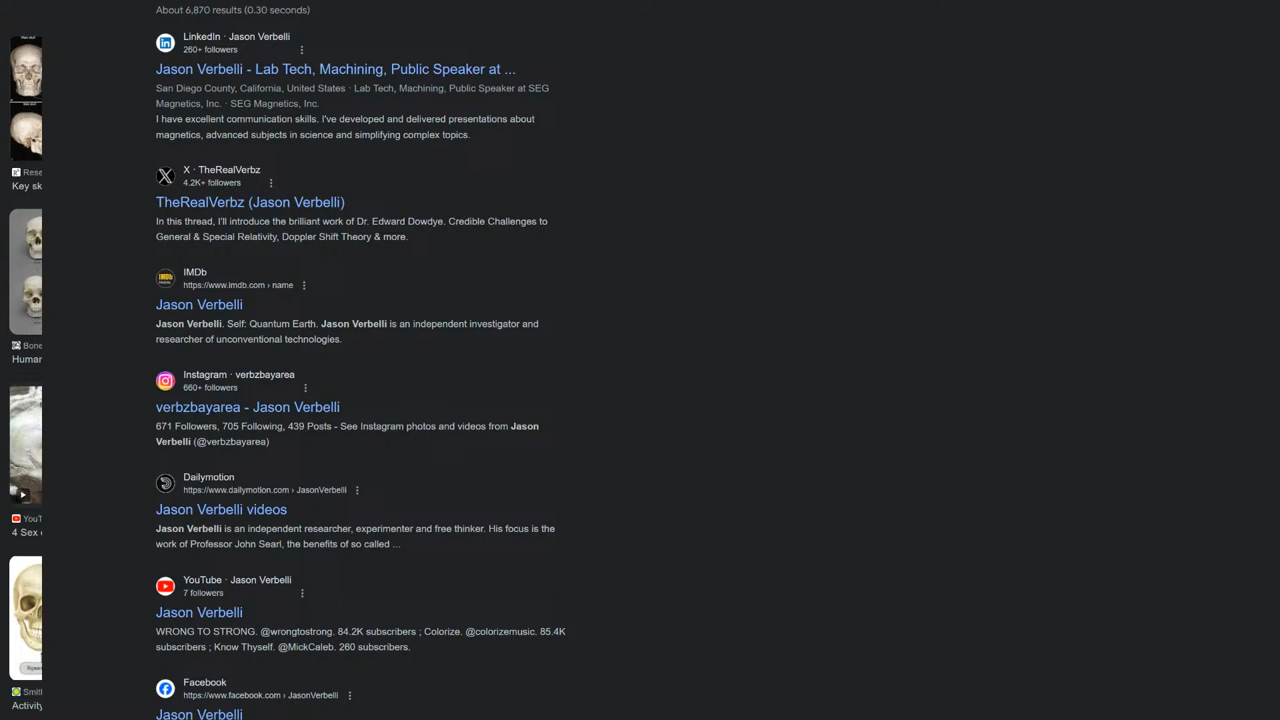 About 6,870 results (0.30 seconds)
LinkedIn · Jason Verbelli
260+ followers
Jason Verbelli - Lab Tech, Machining, Public Speaker at ...
San Diego County, California, United States · Lab Tech, Machining, Public Speaker at SEG
Magnetics, Inc. · SEG Magnetics, Inc.
I have excellent communication skills. I've developed and delivered presentations about
magnetics, advanced subjects in science and simplifying complex topics.
X · TheRealVerbz
4.2K+ followers
TheRealVerbz (Jason Verbelli)
In this thread, I'll introduce the brilliant work of Dr. Edward Dowdye. Credible Challenges to
General & Special Relativity, Doppler Shift Theory & more.
IMDb
https://www.imdb.com › name
Jason Verbelli
Jason Verbelli. Self: Quantum Earth. Jason Verbelli is an independent investigator and
researcher of unconventional technologies.
Instagram · verbzbayarea
660+ followers
verbzbayarea - Jason Verbelli
671 Followers, 705 Following, 439 Posts - See Instagram photos and videos from Jason
Verbelli (@verbzbayarea)
Dailymotion
https://www.dailymotion.com › JasonVerbelli
Jason Verbelli videos
Jason Verbelli is an independent researcher, experimenter and free thinker. His focus is the
work of Professor John Searl, the benefits of so called ...
YouTube · Jason Verbelli
7 followers
Jason Verbelli
WRONG TO STRONG. @wrongtostrong. 84.2K subscribers ; Colorize. @colorizemusic. 85.4K
subscribers ; Know Thyself. @MickCaleb. 260 subscribers.
Facebook
https://www.facebook.com › JasonVerbelli
Jason Verbelli
Rese
Key sk
Bone
Human
YouT
4 Sex
Smit
Activity